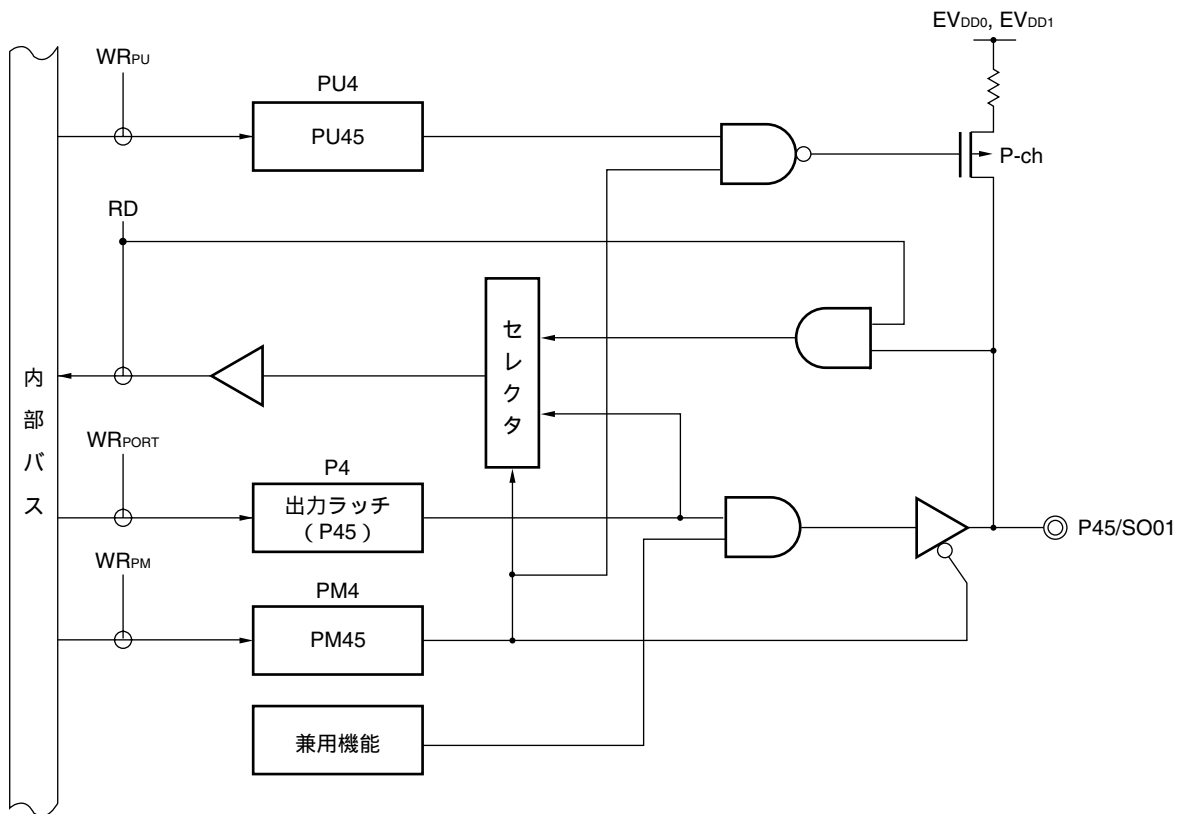 EVDD0, EVDD1
WRPU
PU4
PU45
P-ch
RD
セレクタ
内部バス
WRPORT
P4
出力ラッチ
（P45）
P45/SO01
WRPM
PM4
PM45
兼用機能